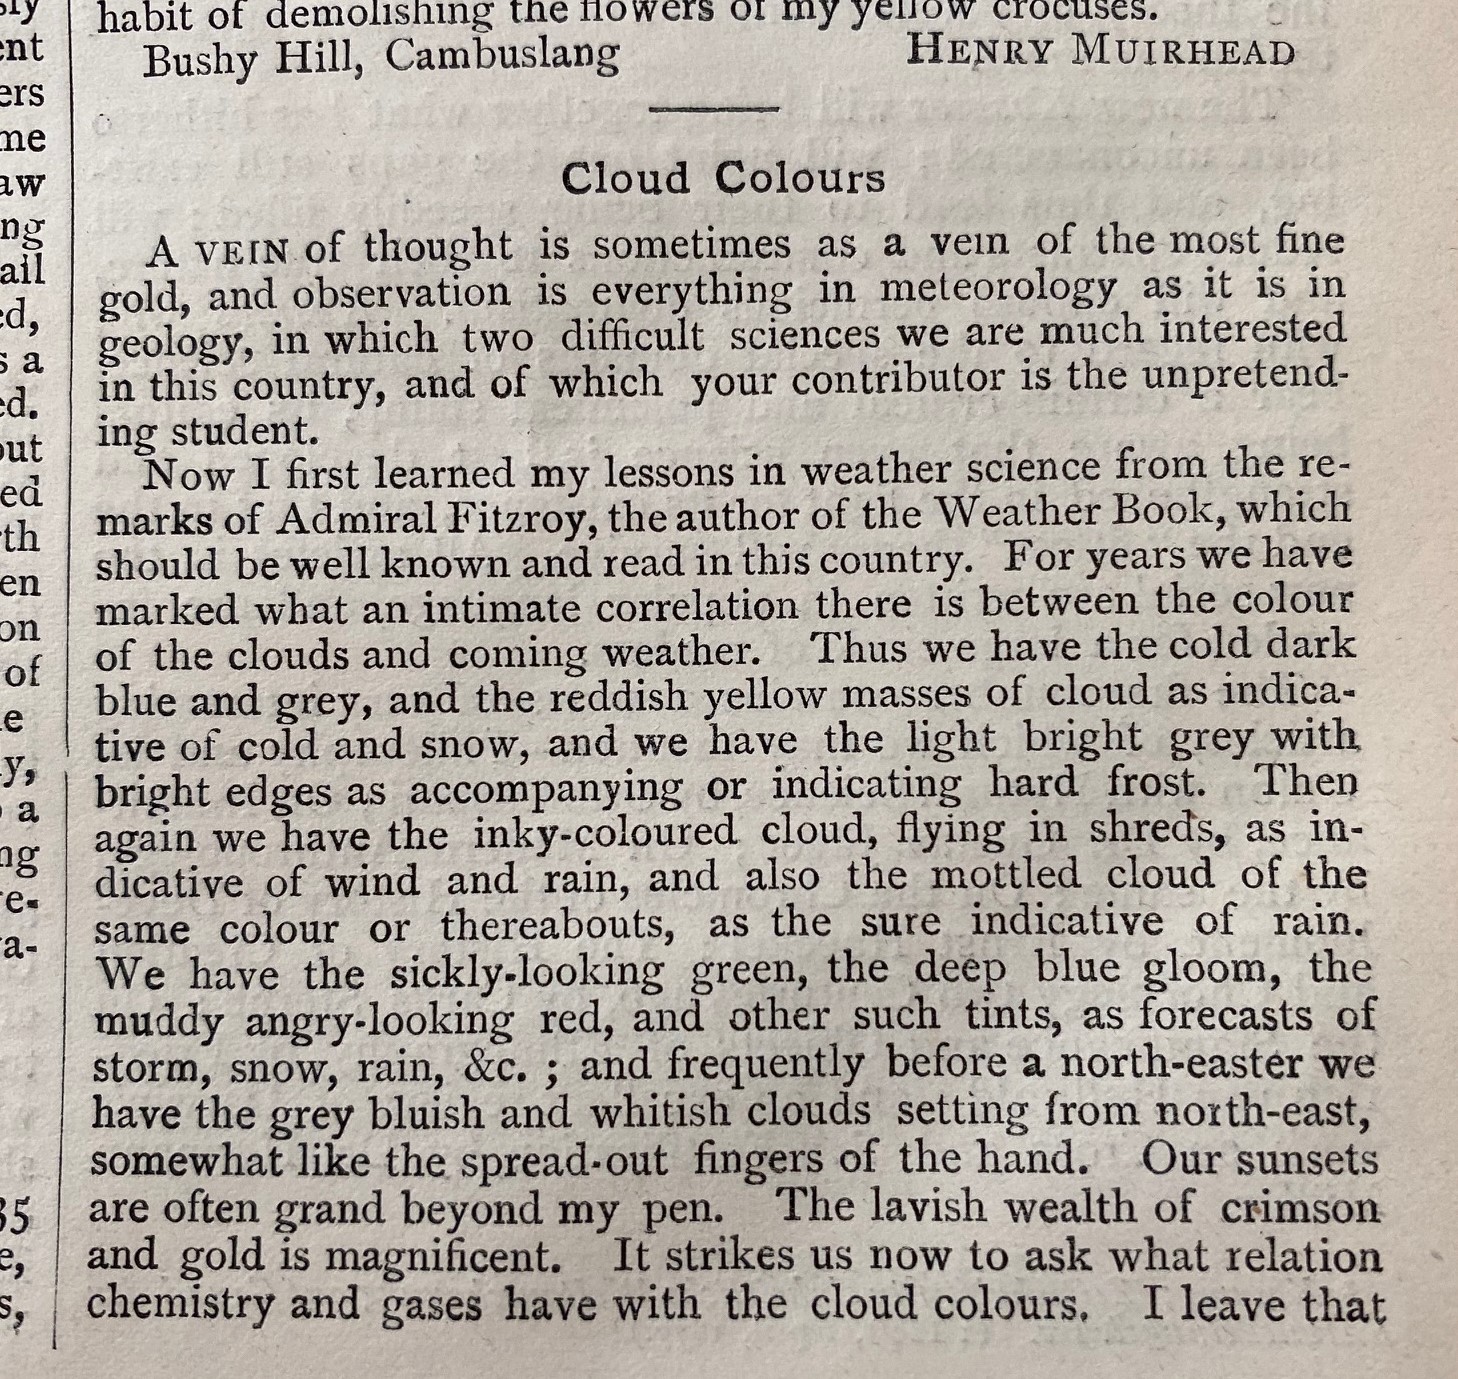 habit of demolishing the flowers of my yellow crocuses.
Bushy Hill, Cambuslang HENRY MUIRHEAD
Cloud Colours
A VEIN of thought is sometimes as a vein of the most fine
gold, and observation is everything in meteorology as it is in
geology, in which two difficult sciences we are much interested
in this country, and of which your contributor is the unpretend-
ing student.
Now I first learned my lessons in weather science from the re-
marks of Admiral Fitzroy, the author of the Weather Book, which
should be well known and read in this country. For years we have
marked what an intimate correlation there is between the colour
of the clouds and coming weather. Thus we have the cold dark
blue and grey, and the reddish yellow masses of cloud as indica-
tive of cold and snow, and we have the light bright grey with
bright edges as accompanying or indicating hard frost. Then
again we have the inky-coloured cloud, flying in shreds, as in-
dicative of wind and rain, and also the mottled cloud of the
same colour or thereabouts, as the sure indicative of rain.
We have the sickly-looking green, the deep blue gloom, the
muddy angry-looking red, and other such tints, as forecasts of
storm, snow, rain, &c. ; and frequently before a north-easter we
have the grey bluish and whitish clouds setting from north-east,
somewhat like the spread-out fingers of the hand. Our sunsets
are often grand beyond my pen. The lavish wealth of crimson
and gold is magnificent. It strikes us now to ask what relation
chemistry and gases have with the cloud colours. I leave that